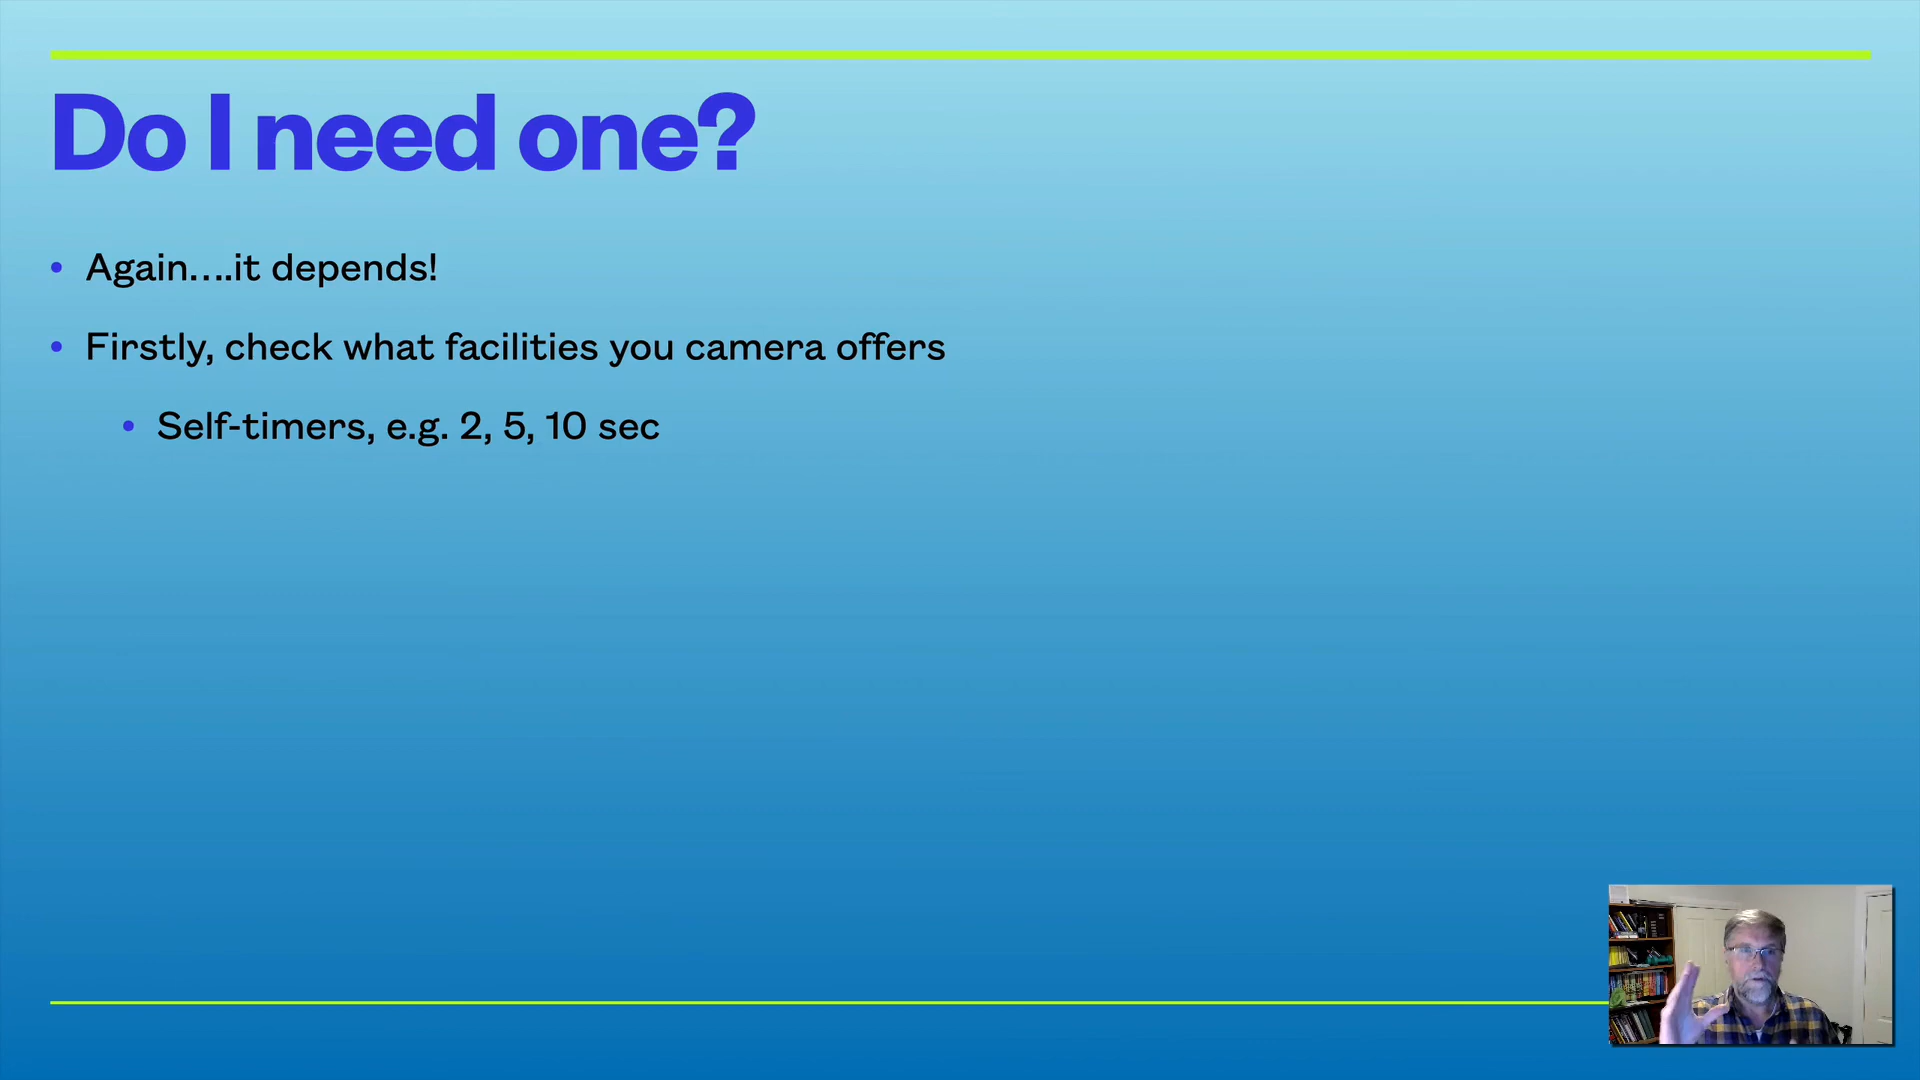 Do I need one?
Again....it depends!
Firstly, check what facilities you camera offers
Self-timers, e.g. 2, 5, 10 sec